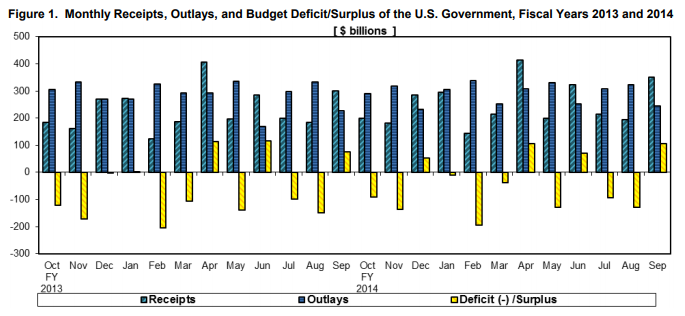 Figure 1. Monthly Receipts, Outlays, and Budget Deficit/Surplus of the U.S. Government, Fiscal Years 2013 and 2014
[ $ billions ]
500
400
300
200
100
0
-100
-200
-300
Oct Nov Dec Jan Feb Mar Apr May Jun Jul Aug Sep Oct Nov Dec Jan Feb Mar Apr May Jun Jul Aug Sep
FY FY
2013 2014
Receipts Outlays Deficit (-) /Surplus